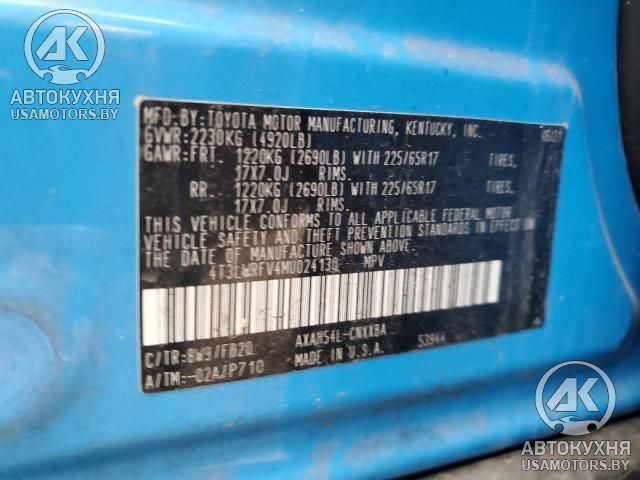 АК
АВТОКУХНЯ
USAMOTORS.BY
MFD.BY:TOYOTA MOTOR MANUFACTURING, KENTUCKY, INC.
GVWR:2230KG (4920LB)
GAWR:FRT. 1220KG (2690LB) WITH 225/65R17 TIRES,
17X7.0J RIMS.
RR. 1220KG (2690LB) WITH 225/65R17 TIRES,
17X7.0J RIMS.
THIS VEHICLE CONFORMS TO ALL APPLICABLE FEDERAL MOTOR
VEHICLE SAFETY AND THEFT PREVENTION STANDARDS IN EFFECT ON
THE DATE OF MANUFACTURE SHOWN ABOVE.
MPV
AXAH54L-CNXXBA
C/TR:8W9/FB20 MADE IN U.S.A. 53944
A/TM:-02A/P710
АК
АВТОКУХНЯ
USAMOTORS.BY